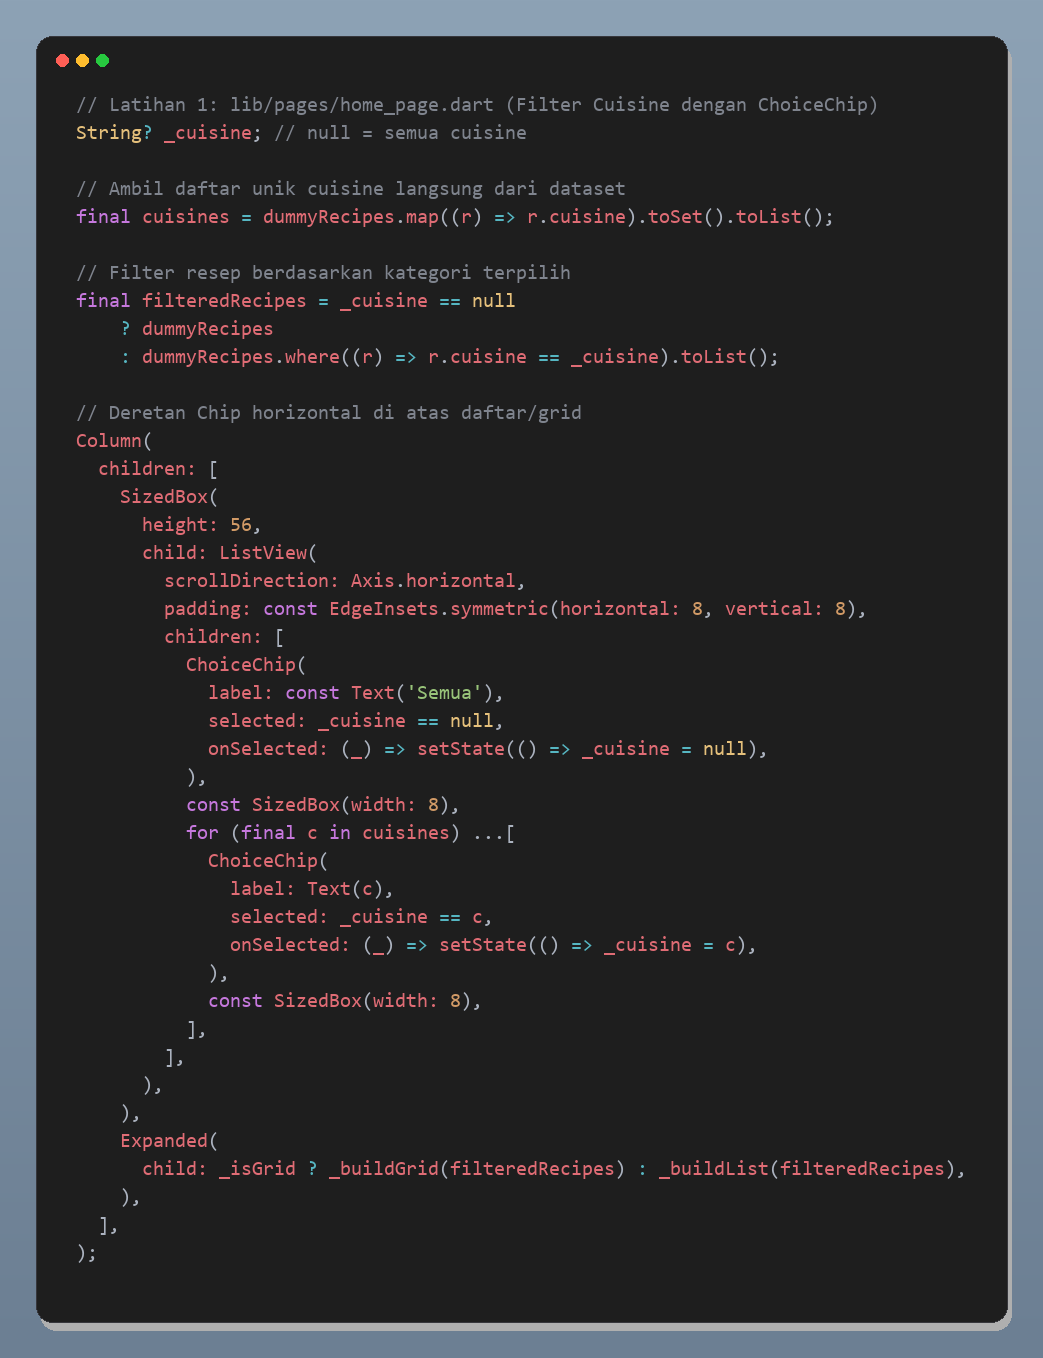 // Latihan 1: lib/pages/home_page.dart (Filter Cuisine dengan ChoiceChip)
String? _cuisine; // null = semua cuisine

// Ambil daftar unik cuisine langsung dari dataset
final cuisines = dummyRecipes.map((r) => r.cuisine).toSet().toList();

// Filter resep berdasarkan kategori terpilih
final filteredRecipes = _cuisine == null
    ? dummyRecipes
    : dummyRecipes.where((r) => r.cuisine == _cuisine).toList();

// Deretan Chip horizontal di atas daftar/grid
Column(
  children: [
    SizedBox(
      height: 56,
      child: ListView(
        scrollDirection: Axis.horizontal,
        padding: const EdgeInsets.symmetric(horizontal: 8, vertical: 8),
        children: [
          ChoiceChip(
            label: const Text('Semua'),
            selected: _cuisine == null,
            onSelected: (_) => setState(() => _cuisine = null),
          ),
          const SizedBox(width: 8),
          for (final c in cuisines) ...[
            ChoiceChip(
              label: Text(c),
              selected: _cuisine == c,
              onSelected: (_) => setState(() => _cuisine = c),
            ),
            const SizedBox(width: 8),
          ],
        ],
      ),
    ),
    Expanded(
      child: _isGrid ? _buildGrid(filteredRecipes) : _buildList(filteredRecipes),
    ),
  ],
);